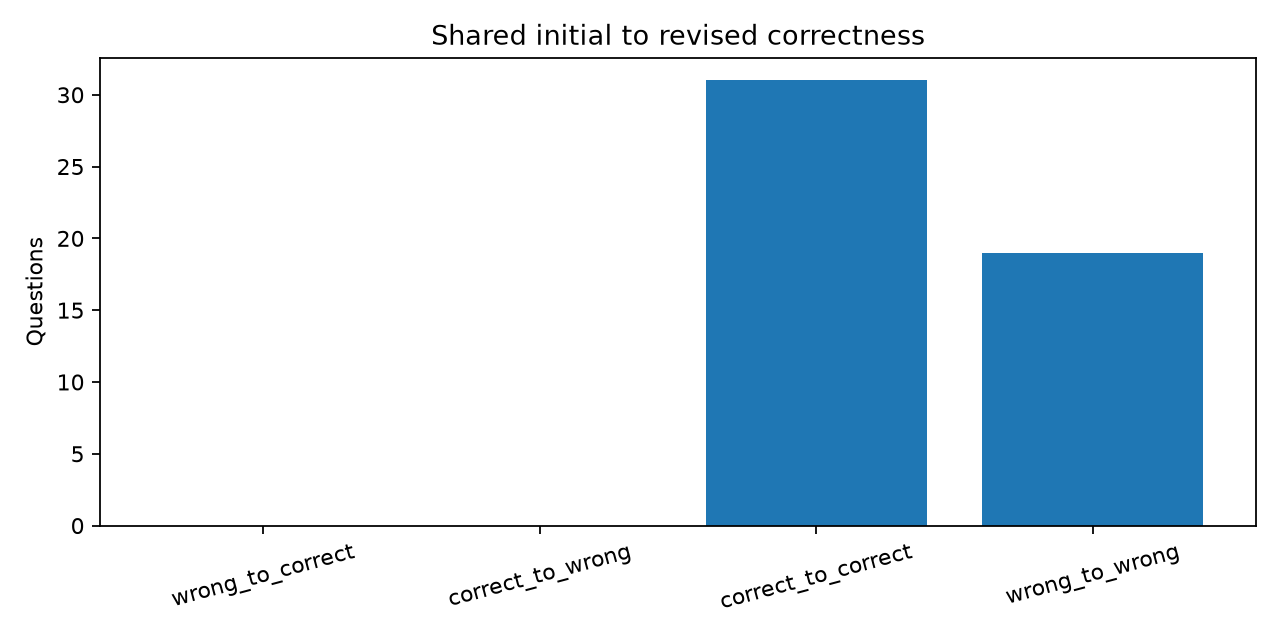 Shared initial to revised correctness
Questions
30
25
20
15
10
5
0
wrong_to_correct
correct_to_wrong
correct_to_correct
wrong_to_wrong